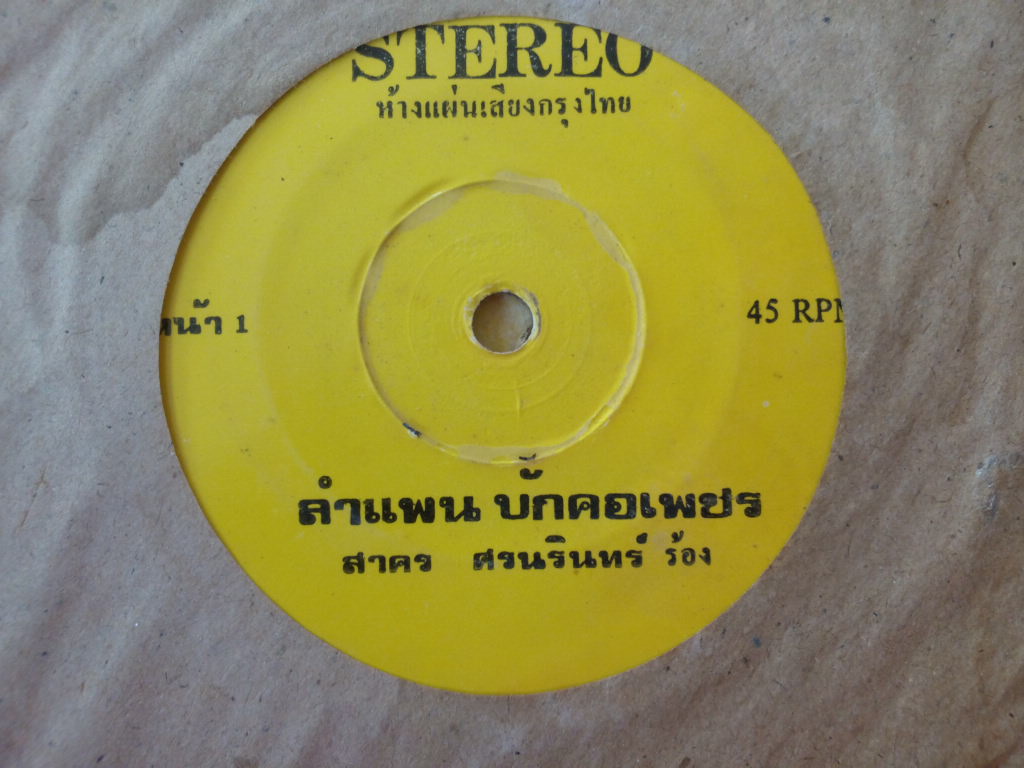 STEREO
ห้างแผ่นเสียงกรุงไทย
หน้า 1
45 RPM
ลำแพน บั้กคอเพชร
สาคร ศรนรินทร์ ร้อง